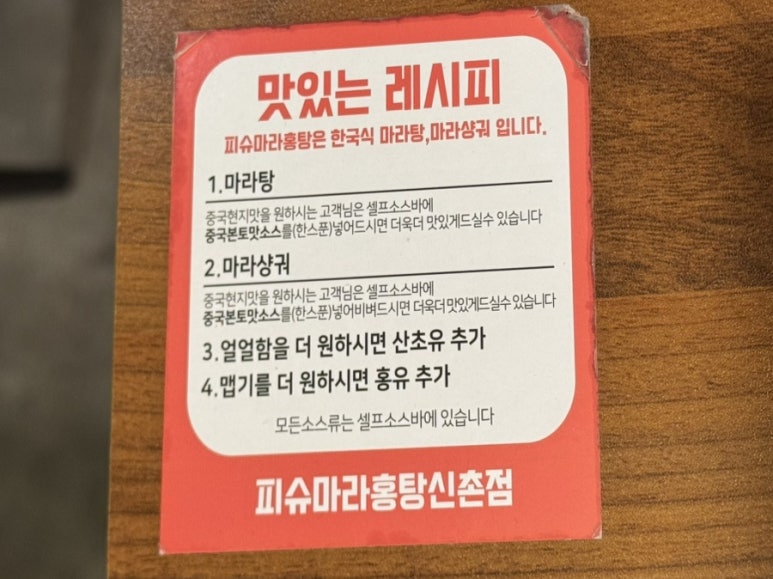 맛있는 레시피
피슈마라홍탕은 한국식 마라탕,마라샹궈 입니다.
1.마라탕
중국현지맛을 원하시는 고객님은 셀프소스바에
중국본토맛소스를(한스푼)넣어드시면 더욱더 맛있게드실수 있습니다
2.마라샹궈
중국현지맛을 원하시는 고객님은 셀프소스바에
중국본토맛소스를(한스푼)넣어비벼드시면 더욱더 맛있게드실수 있습니다
3.얼얼함을 더 원하시면 산초유 추가
4.맵기를 더 원하시면 홍유 추가
모든소스류는 셀프소스바에 있습니다
피슈마라홍탕신촌점